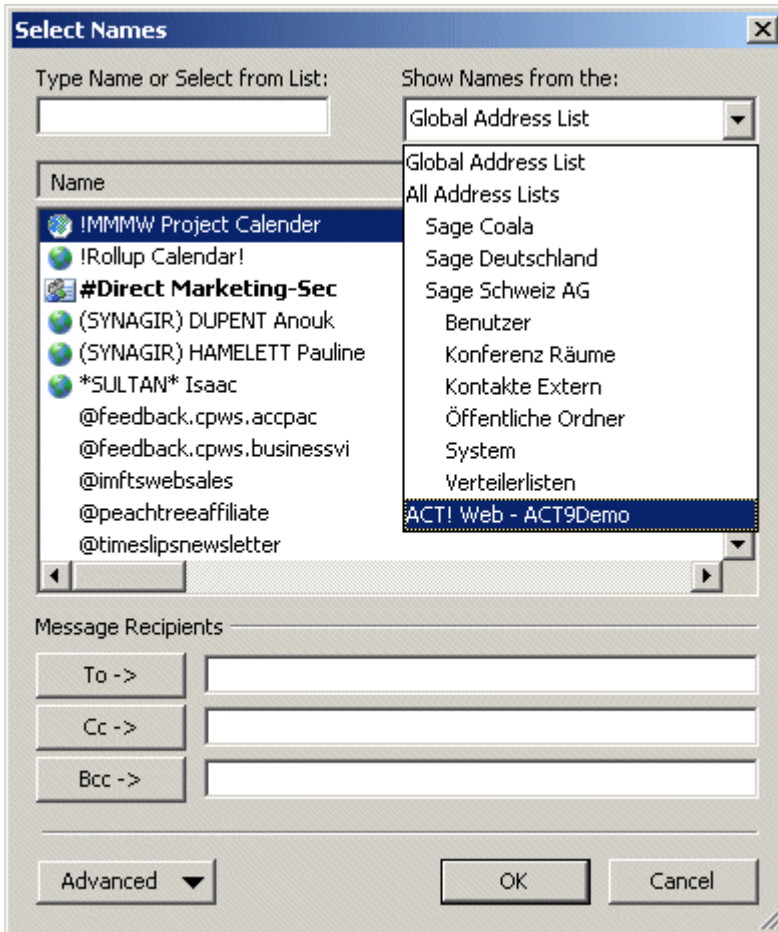 Select Names
Type Name or Select from List:
Show Names from the:
Global Address List
Name
Global Address List
All Address Lists
Sage Coala
Sage Deutschland
Sage Schweiz AG
Benutzer
Konferenz Räume
Kontakte Extern
Öffentliche Ordner
System
Verteilerlisten
ACT! Web - ACT9Demo
!MMMW Project Calender
!Rollup Calendar!
#Direct Marketing-Sec
(SYNAGIR) DUPENT Anouk
(SYNAGIR) HAMELETT Pauline
*SULTAN* Isaac
@feedback.cpws.accpac
@feedback.cpws.businessvi
@imftswebsales
@peachtreeaffiliate
@timeslipsnewsletter
Message Recipients
To ->
Cc ->
Bcc ->
Advanced
OK
Cancel